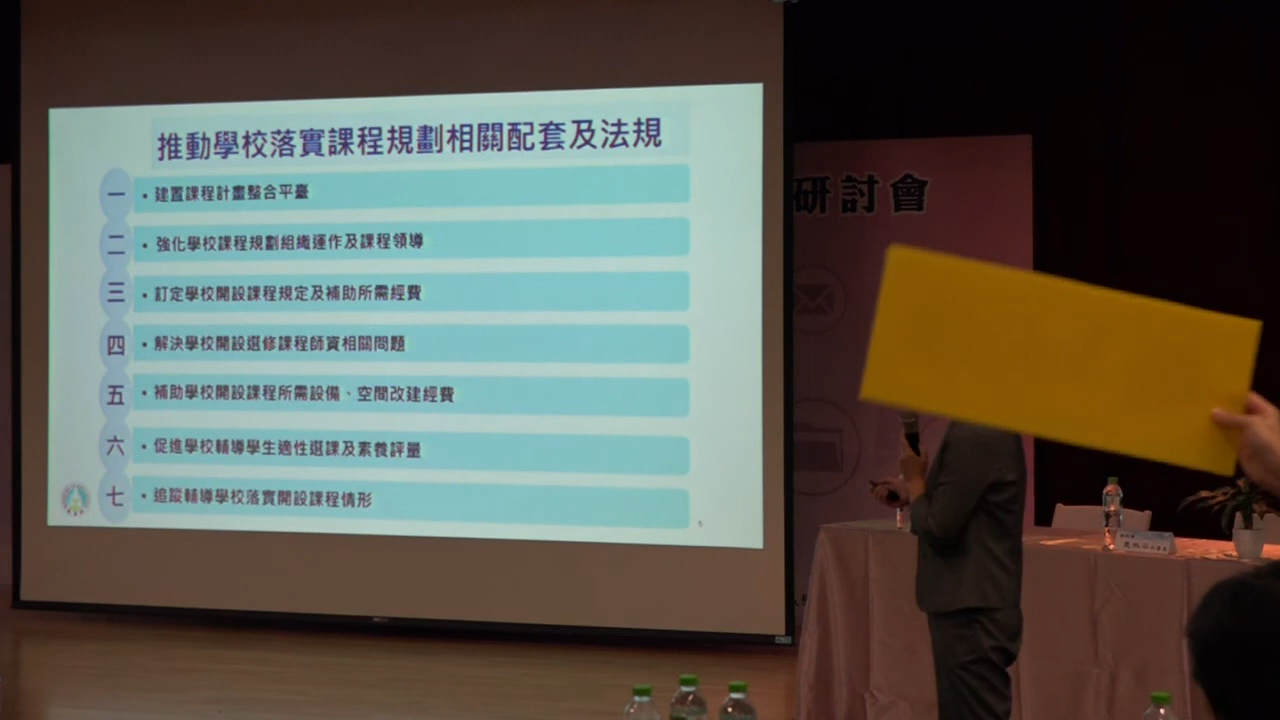 推動學校落實課程規劃相關配套及法規
一 • 建置課程計畫整合平臺
二 • 強化學校課程規劃組織運作及課程領導
三 • 訂定學校開設課程規定及補助所需經費
四 • 解決學校開設選修課程師資相關問題
五 • 補助學校開設課程所需設備、空間改建經費
六 • 促進學校輔導學生適性選課及素養評量
七 • 追蹤輔導學校落實開設課程情形
5
研討會